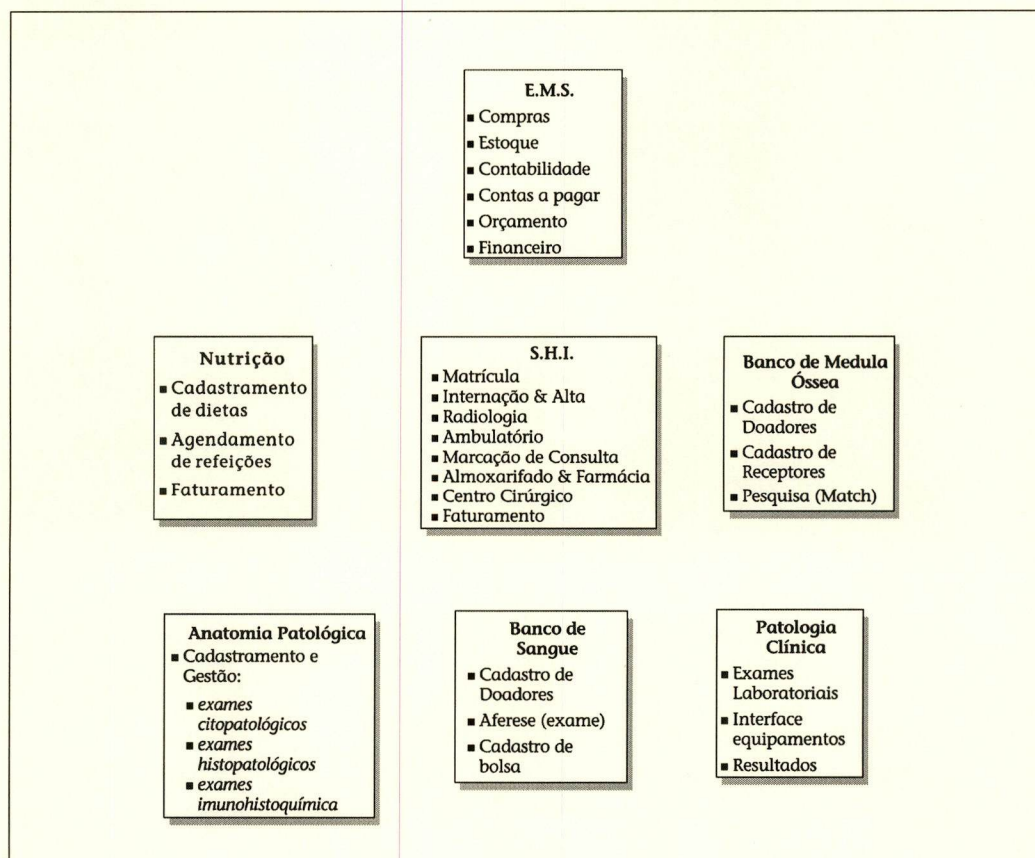 E.M.S.
▪ Compras
▪ Estoque
▪ Contabilidade
▪ Contas a pagar
▪ Orçamento
▪ Financeiro
Nutrição
▪ Cadastramento
de dietas
▪ Agendamento
de refeições
▪ Faturamento
S.H.I.
▪ Matrícula
▪ Internação & Alta
▪ Radiologia
▪ Ambulatório
▪ Marcação de Consulta
▪ Almoxarifado & Farmácia
▪ Centro Cirúrgico
▪ Faturamento
Banco de Medula
Óssea
▪ Cadastro de
Doadores
▪ Cadastro de
Receptores
▪ Pesquisa (Match)
Anatomia Patológica
▪ Cadastramento e
Gestão:
▪ exames
citopatológicos
▪ exames
histopatológicos
▪ exames
imunohistoquímica
Banco de
Sangue
▪ Cadastro de
Doadores
▪ Aferese (exame)
▪ Cadastro de
bolsa
Patologia
Clínica
▪ Exames
Laboratoriais
▪ Interface
equipamentos
▪ Resultados